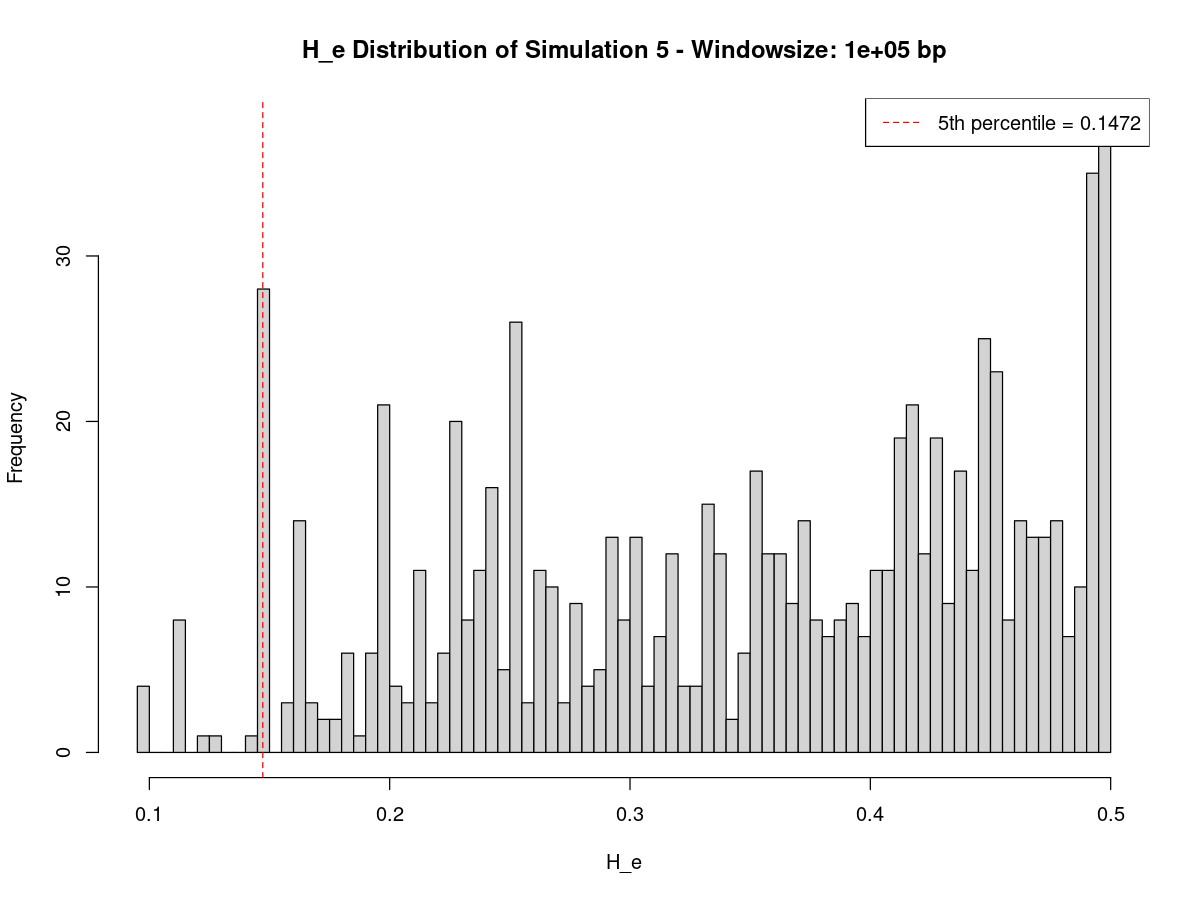 H_e Distribution of Simulation 5 - Windowsize: 1e+05 bp
5th percentile = 0.1472
Frequency
30
20
10
0
0.1 0.2 0.3 0.4 0.5
H_e